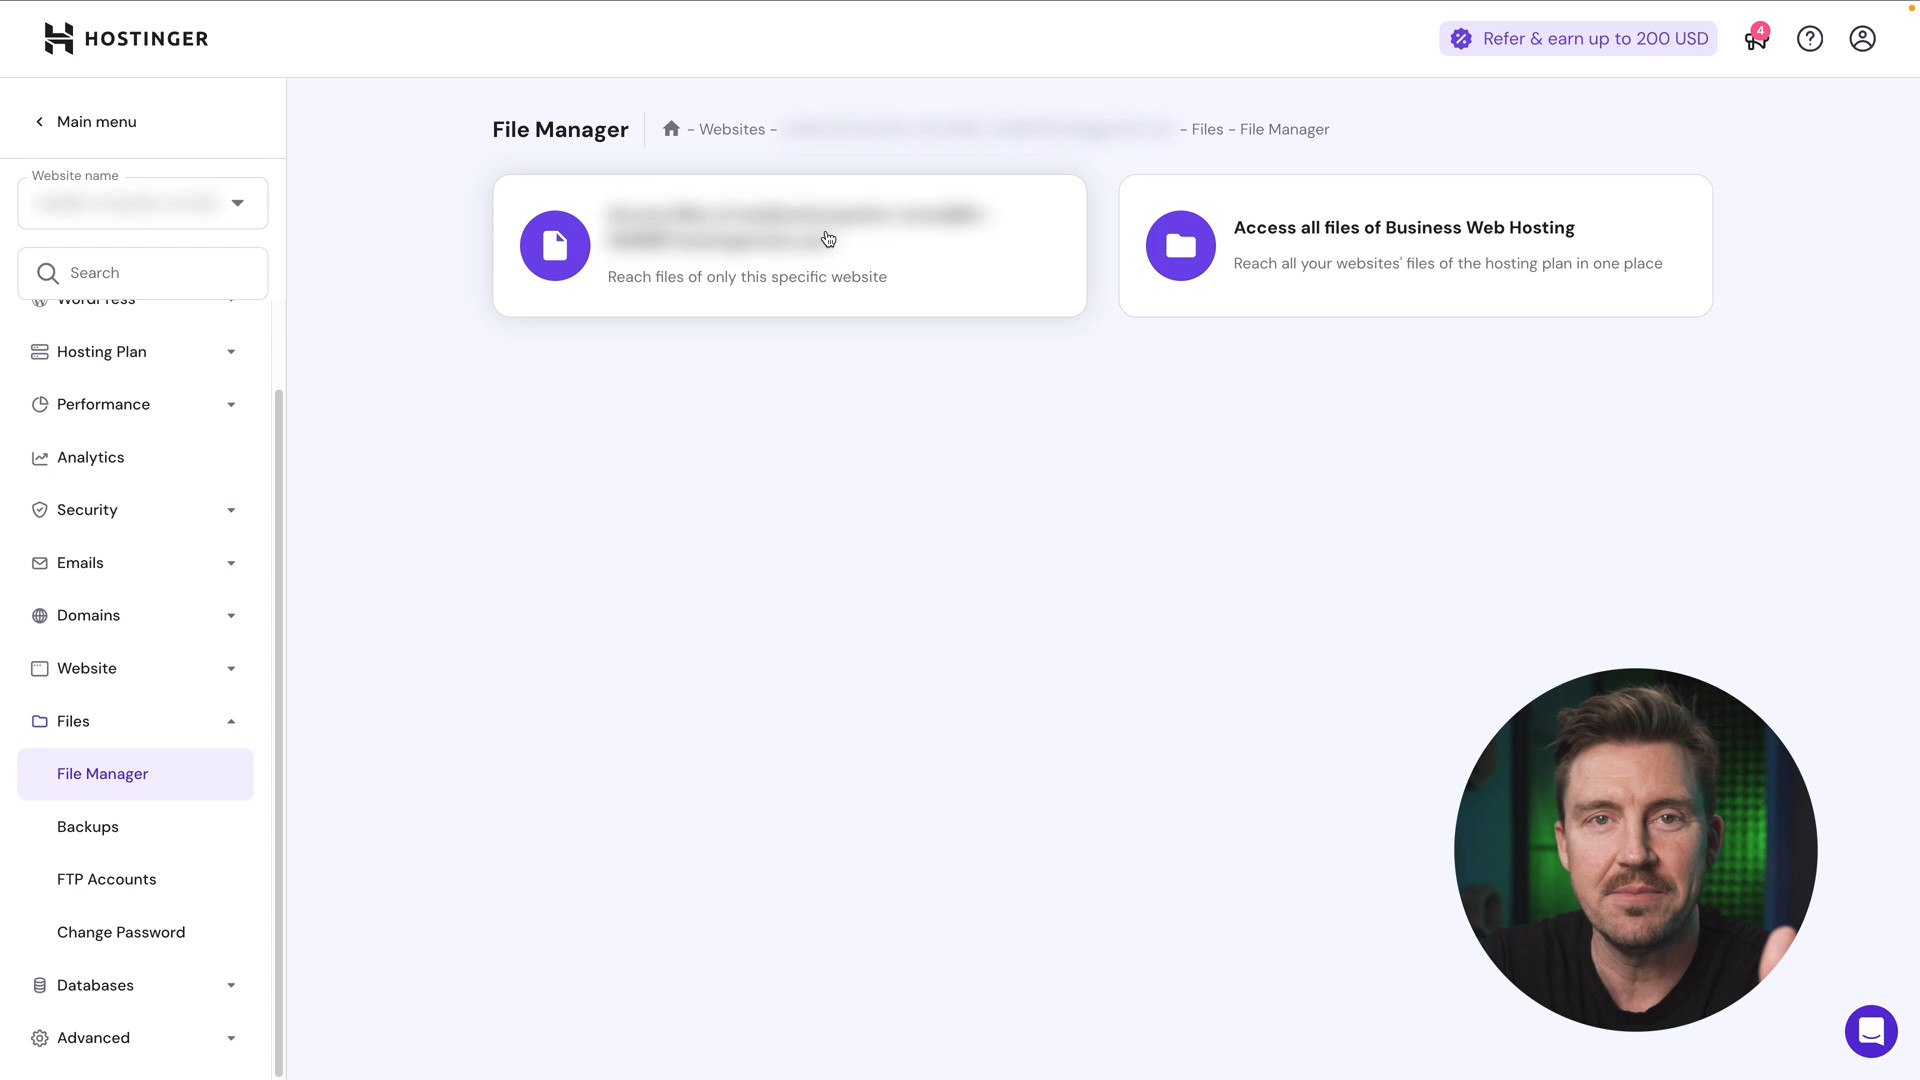 HOSTINGER
Refer & earn up to 200 USD
4
Main menu
Website name
Search
WordPress
Hosting Plan
Performance
Analytics
Security
Emails
Domains
Website
Files
File Manager
Backups
FTP Accounts
Change Password
Databases
Advanced
File Manager
- Websites -
- Files - File Manager
Reach files of only this specific website
Access all files of Business Web Hosting
Reach all your websites' files of the hosting plan in one place